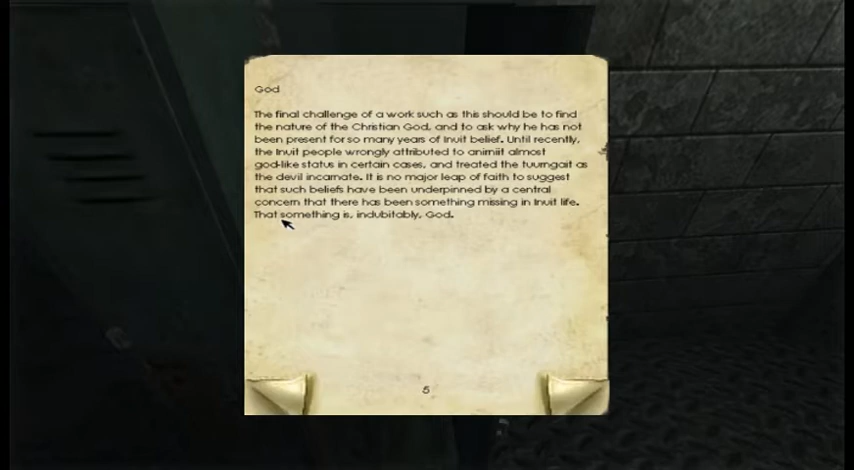 God
The final challenge of a work such as this should be to find
the nature of the Christian God, and to ask why he has not
been present for so many years of Inuit belief. Until recently,
the Inuit people wrongly attributed to animiit almost
god-like status in certain cases, and treated the tuurngait as
the devil incarnate. It is no major leap of faith to suggest
that such beliefs have been underpinned by a central
concern that there has been something missing in Inuit life.
That something is, indubitably, God.
5